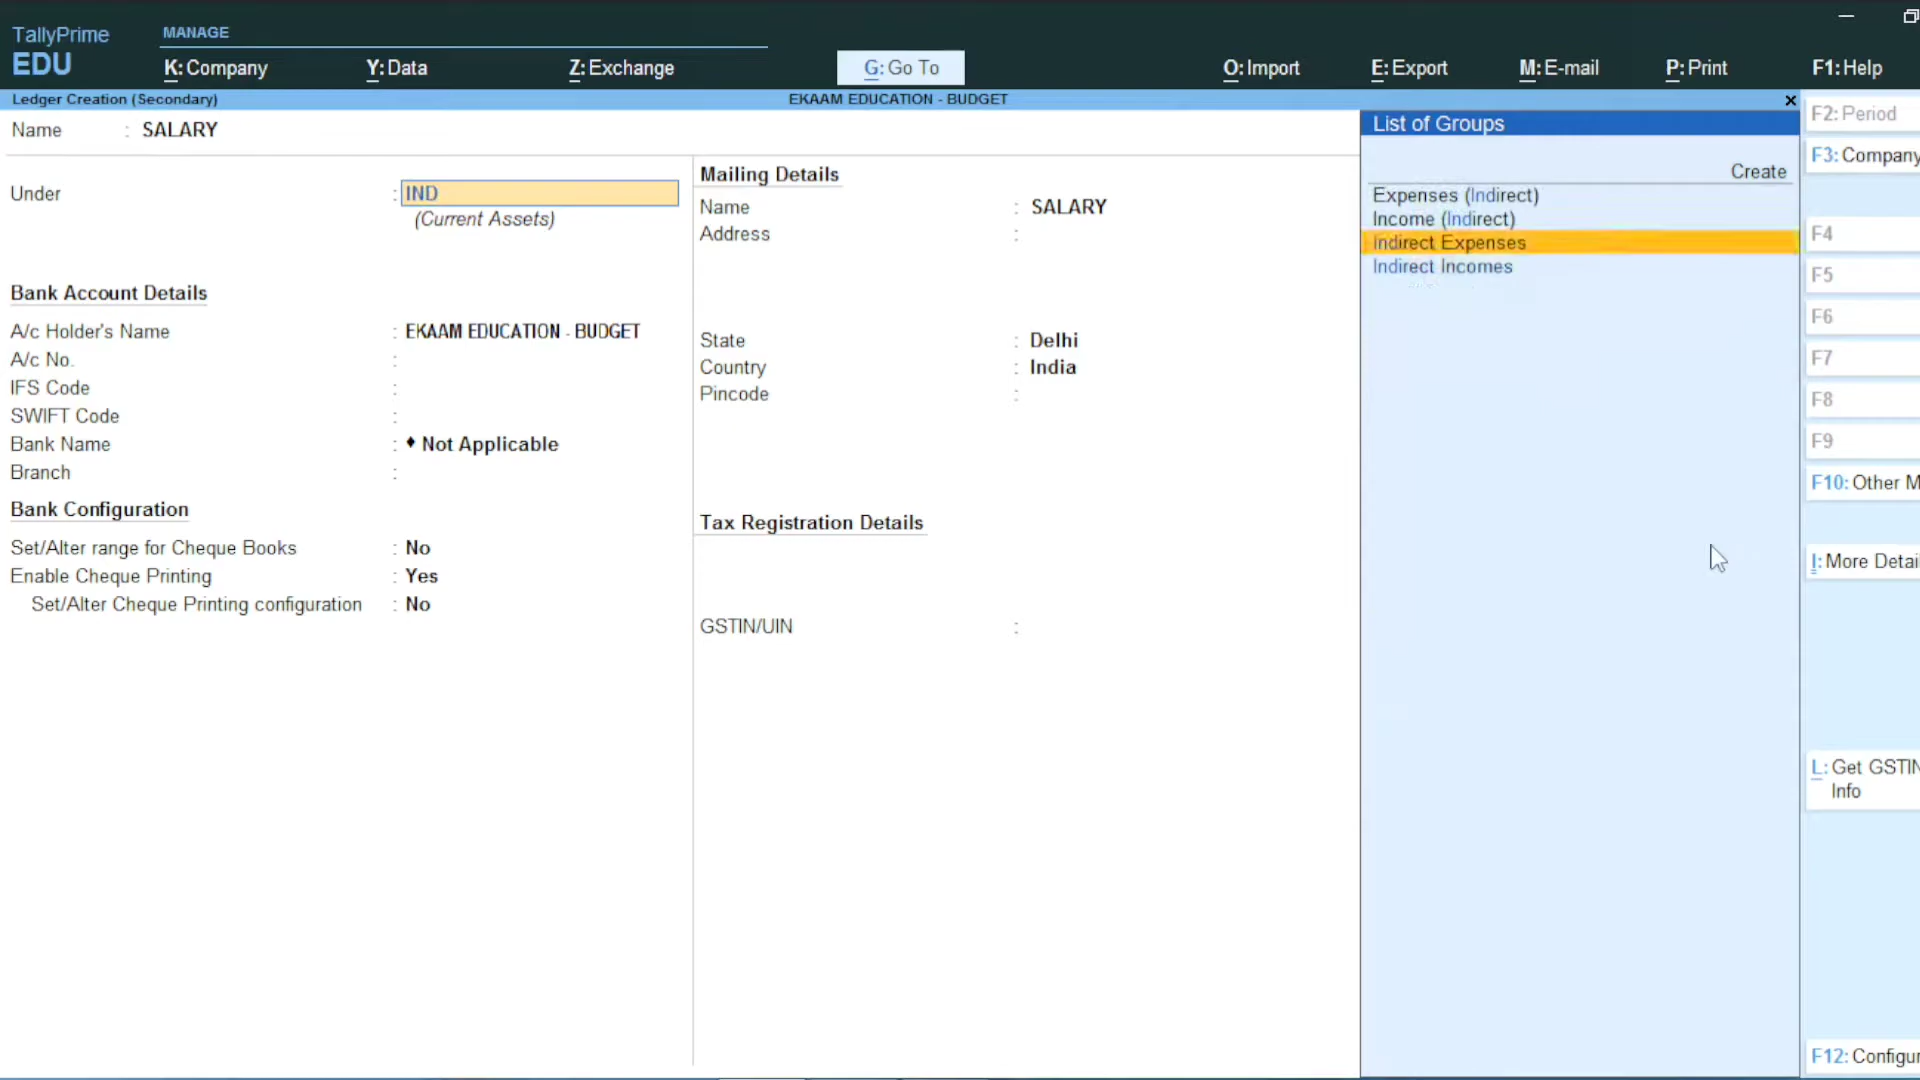 TallyPrime
EDU
MANAGE
K: Company
Y: Data
Z: Exchange
G: Go To
O: Import
E: Export
M: E-mail
P: Print
F1: Help
Ledger Creation (Secondary)
EKAAM EDUCATION - BUDGET
Name : SALARY
Under : IND
(Current Assets)
Bank Account Details
A/c Holder's Name : EKAAM EDUCATION - BUDGET
A/c No. :
IFS Code :
SWIFT Code :
Bank Name : ♦ Not Applicable
Branch :
Bank Configuration
Set/Alter range for Cheque Books : No
Enable Cheque Printing : Yes
Set/Alter Cheque Printing configuration : No
Mailing Details
Name : SALARY
Address :
State : Delhi
Country : India
Pincode :
Tax Registration Details
GSTIN/UIN :
List of Groups
Create
Expenses (Indirect)
Income (Indirect)
Indirect Expenses
Indirect Incomes
F2: Period
F3: Company
F4
F5
F6
F7
F8
F9
F10: Other M
I: More Detai
L: Get GSTIN
Info
F12: Configur